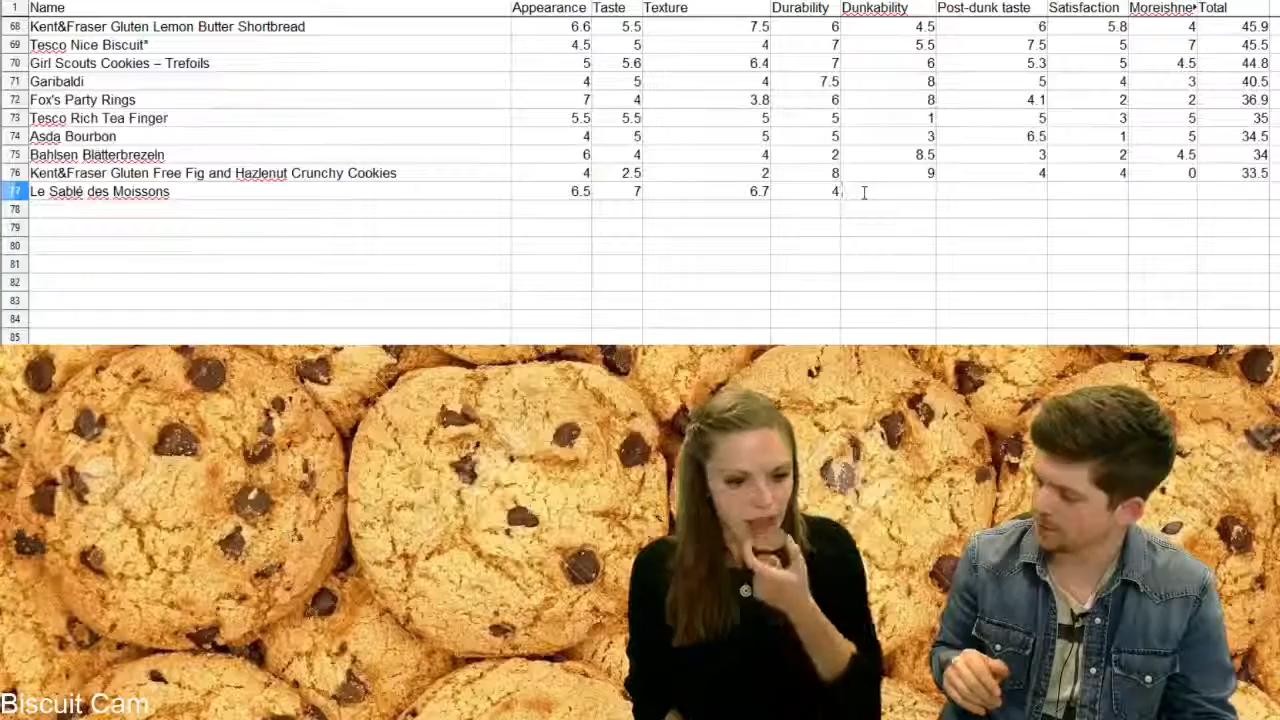 1 Name Appearance Taste Texture Durability Dunkability Post-dunk taste Satisfaction Moreishne Total
68 Kent&Fraser Gluten Lemon Butter Shortbread 6.6 5.5 7.5 6 4.5 6 5.8 4 45.9
69 Tesco Nice Biscuit* 4.5 5 4 7 5.5 7.5 5 7 45.5
70 Girl Scouts Cookies – Trefoils 5 5.6 6.4 7 6 5.3 5 4.5 44.8
71 Garibaldi 4 5 4 7.5 8 5 4 3 40.5
72 Fox's Party Rings 7 4 3.8 6 8 4.1 2 2 36.9
73 Tesco Rich Tea Finger 5.5 5.5 5 5 1 5 3 5 35
74 Asda Bourbon 4 5 5 5 3 6.5 1 5 34.5
75 Bahlsen Blätterbrezeln 6 4 4 2 8.5 3 2 4.5 34
76 Kent&Fraser Gluten Free Fig and Hazlenut Crunchy Cookies 4 2.5 2 8 9 4 4 0 33.5
77 Le Sablé des Moissons 6.5 7 6.7 4
78
79
80
81
82
83
84
85
Biscuit Cam